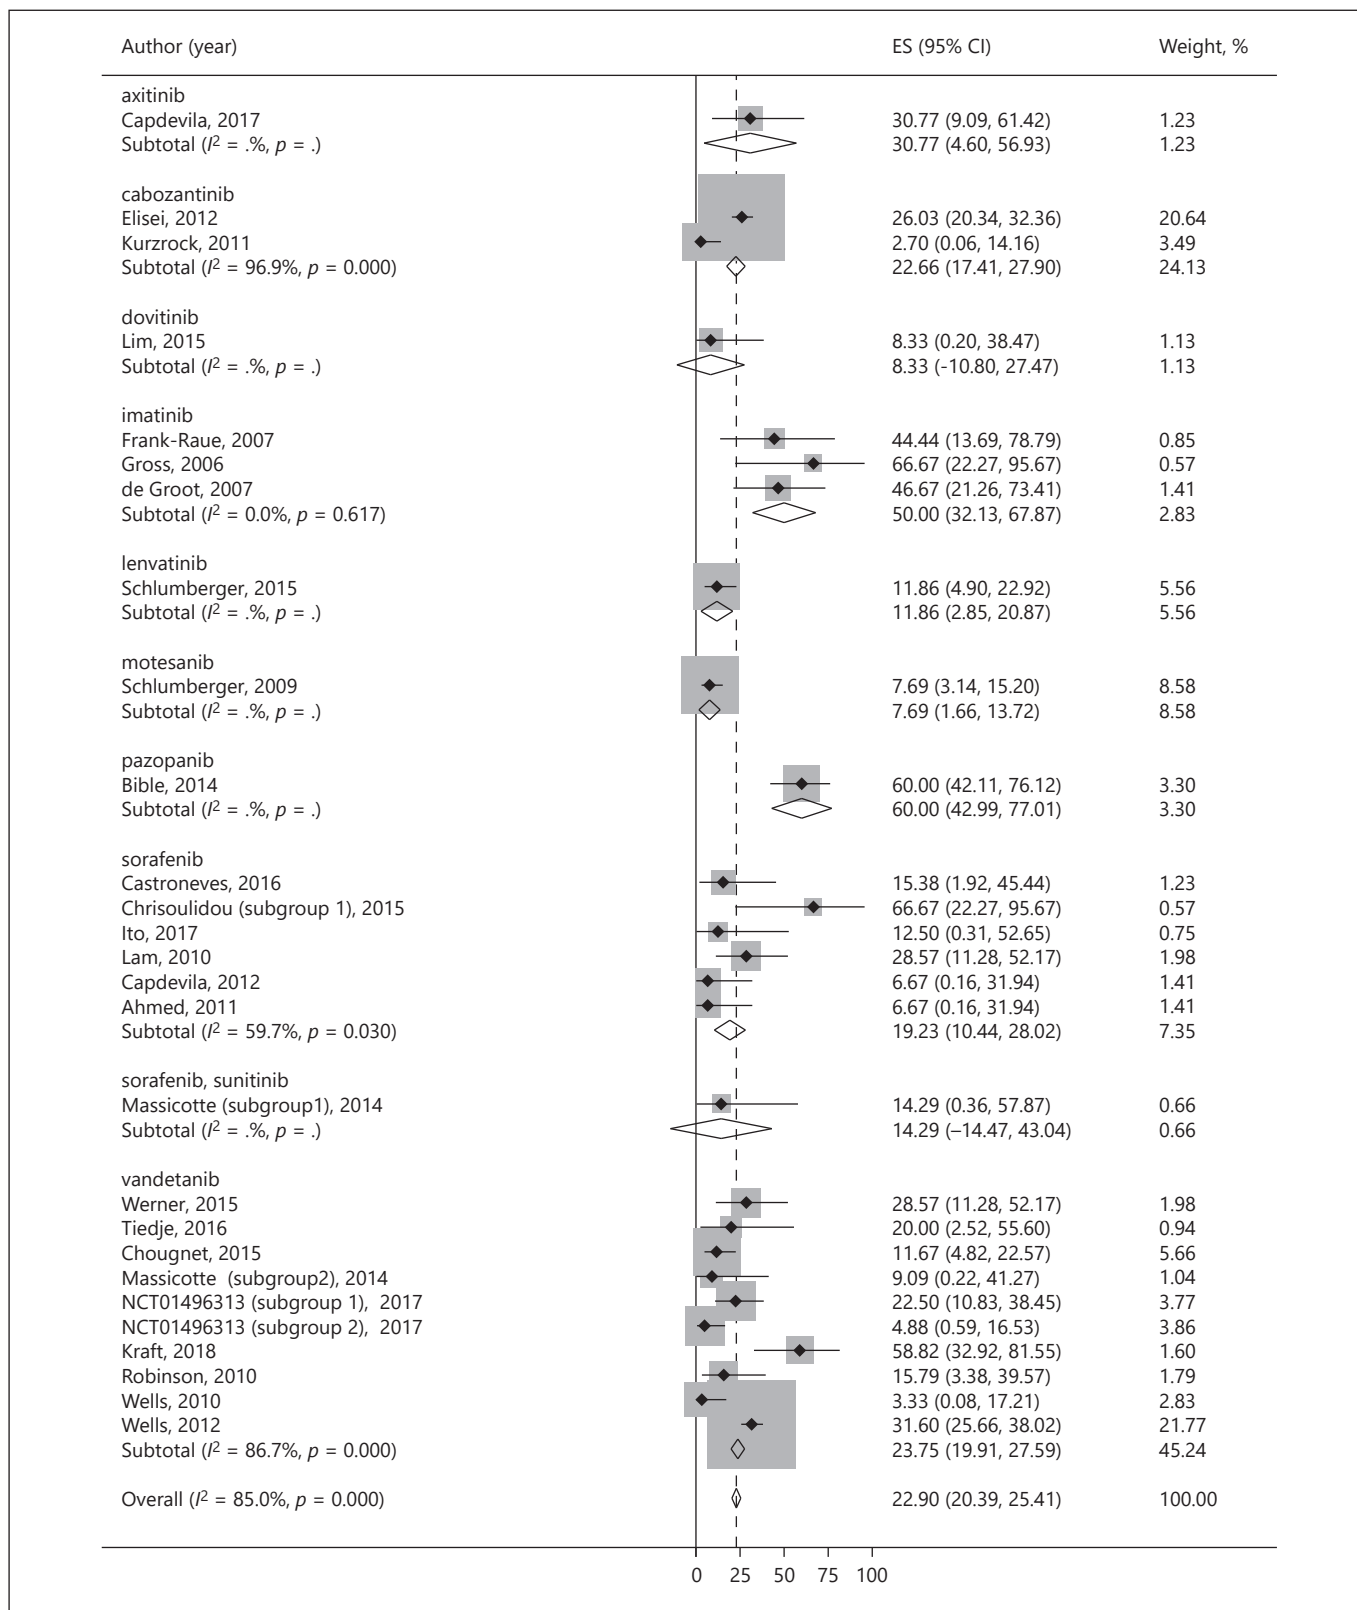 Author (year) ES (95% CI) Weight, %
axitinib
Capdevila, 2017 30.77 (9.09, 61.42) 1.23
Subtotal (I² = .%, p = .) 30.77 (4.60, 56.93) 1.23
cabozantinib
Elisei, 2012 26.03 (20.34, 32.36) 20.64
Kurzrock, 2011 2.70 (0.06, 14.16) 3.49
Subtotal (I² = 96.9%, p = 0.000) 22.66 (17.41, 27.90) 24.13
dovitinib
Lim, 2015 8.33 (0.20, 38.47) 1.13
Subtotal (I² = .%, p = .) 8.33 (-10.80, 27.47) 1.13
imatinib
Frank-Raue, 2007 44.44 (13.69, 78.79) 0.85
Gross, 2006 66.67 (22.27, 95.67) 0.57
de Groot, 2007 46.67 (21.26, 73.41) 1.41
Subtotal (I² = 0.0%, p = 0.617) 50.00 (32.13, 67.87) 2.83
lenvatinib
Schlumberger, 2015 11.86 (4.90, 22.92) 5.56
Subtotal (I² = .%, p = .) 11.86 (2.85, 20.87) 5.56
motesanib
Schlumberger, 2009 7.69 (3.14, 15.20) 8.58
Subtotal (I² = .%, p = .) 7.69 (1.66, 13.72) 8.58
pazopanib
Bible, 2014 60.00 (42.11, 76.12) 3.30
Subtotal (I² = .%, p = .) 60.00 (42.99, 77.01) 3.30
sorafenib
Castroneves, 2016 15.38 (1.92, 45.44) 1.23
Chrisoulidou (subgroup 1), 2015 66.67 (22.27, 95.67) 0.57
Ito, 2017 12.50 (0.31, 52.65) 0.75
Lam, 2010 28.57 (11.28, 52.17) 1.98
Capdevila, 2012 6.67 (0.16, 31.94) 1.41
Ahmed, 2011 6.67 (0.16, 31.94) 1.41
Subtotal (I² = 59.7%, p = 0.030) 19.23 (10.44, 28.02) 7.35
sorafenib, sunitinib
Massicotte (subgroup1), 2014 14.29 (0.36, 57.87) 0.66
Subtotal (I² = .%, p = .) 14.29 (–14.47, 43.04) 0.66
vandetanib
Werner, 2015 28.57 (11.28, 52.17) 1.98
Tiedje, 2016 20.00 (2.52, 55.60) 0.94
Chougnet, 2015 11.67 (4.82, 22.57) 5.66
Massicotte (subgroup2), 2014 9.09 (0.22, 41.27) 1.04
NCT01496313 (subgroup 1), 2017 22.50 (10.83, 38.45) 3.77
NCT01496313 (subgroup 2), 2017 4.88 (0.59, 16.53) 3.86
Kraft, 2018 58.82 (32.92, 81.55) 1.60
Robinson, 2010 15.79 (3.38, 39.57) 1.79
Wells, 2010 3.33 (0.08, 17.21) 2.83
Wells, 2012 31.60 (25.66, 38.02) 21.77
Subtotal (I² = 86.7%, p = 0.000) 23.75 (19.91, 27.59) 45.24
Overall (I² = 85.0%, p = 0.000) 22.90 (20.39, 25.41) 100.00
0 25 50 75 100